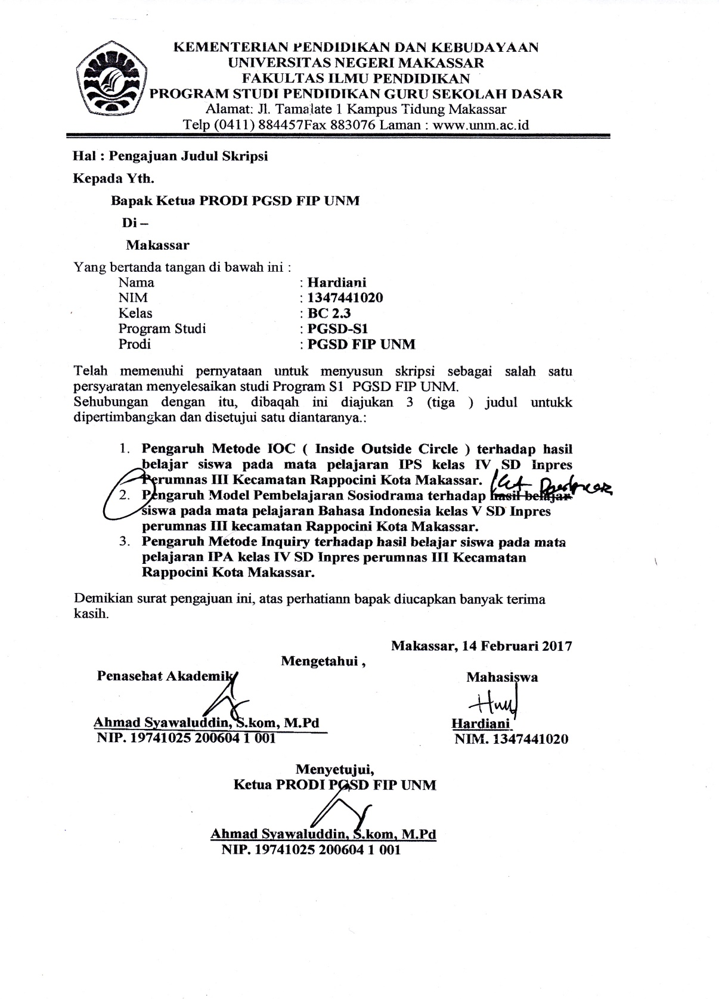 KEMENTERIAN PENDIDIKAN DAN KEBUDAYAAN
UNIVERSITAS NEGERI MAKASSAR
FAKULTAS ILMU PENDIDIKAN
PROGRAM STUDI PENDIDIKAN GURU SEKOLAH DASAR
Alamat: Jl. Tamalate 1 Kampus Tidung Makassar
Telp (0411) 884457Fax 883076 Laman : www.unm.ac.id
Hal : Pengajuan Judul Skripsi
Kepada Yth.
Bapak Ketua PRODI PGSD FIP UNM
Di –
Makassar
Yang bertanda tangan di bawah ini :
Nama : Hardiani
NIM : 1347441020
Kelas : BC 2.3
Program Studi : PGSD-S1
Prodi : PGSD FIP UNM
Telah memenuhi pernyataan untuk menyusun skripsi sebagai salah satu
persyaratan menyelesaikan studi Program S1 PGSD FIP UNM.
Sehubungan dengan itu, dibaqah ini diajukan 3 (tiga ) judul untukk
dipertimbangkan dan disetujui satu diantaranya.:
1. Pengaruh Metode IOC ( Inside Outside Circle ) terhadap hasil
belajar siswa pada mata pelajaran IPS kelas IV SD Inpres
Perumnas III Kecamatan Rappocini Kota Makassar.
2. Pengaruh Model Pembelajaran Sosiodrama terhadap hasil belajar
siswa pada mata pelajaran Bahasa Indonesia kelas V SD Inpres
perumnas III kecamatan Rappocini Kota Makassar.
3. Pengaruh Metode Inquiry terhadap hasil belajar siswa pada mata
pelajaran IPA kelas IV SD Inpres perumnas III Kecamatan
Rappocini Kota Makassar.
Demikian surat pengajuan ini, atas perhatiann bapak diucapkan banyak terima
kasih.
Makassar, 14 Februari 2017
Mengetahui ,
Penasehat Akademik
Mahasiswa
Ahmad Syawaluddin, S.kom, M.Pd
Hardiani
NIP. 19741025 200604 1 001
NIM. 1347441020
Menyetujui,
Ketua PRODI PGSD FIP UNM
Ahmad Syawaluddin, S.kom, M.Pd
NIP. 19741025 200604 1 001